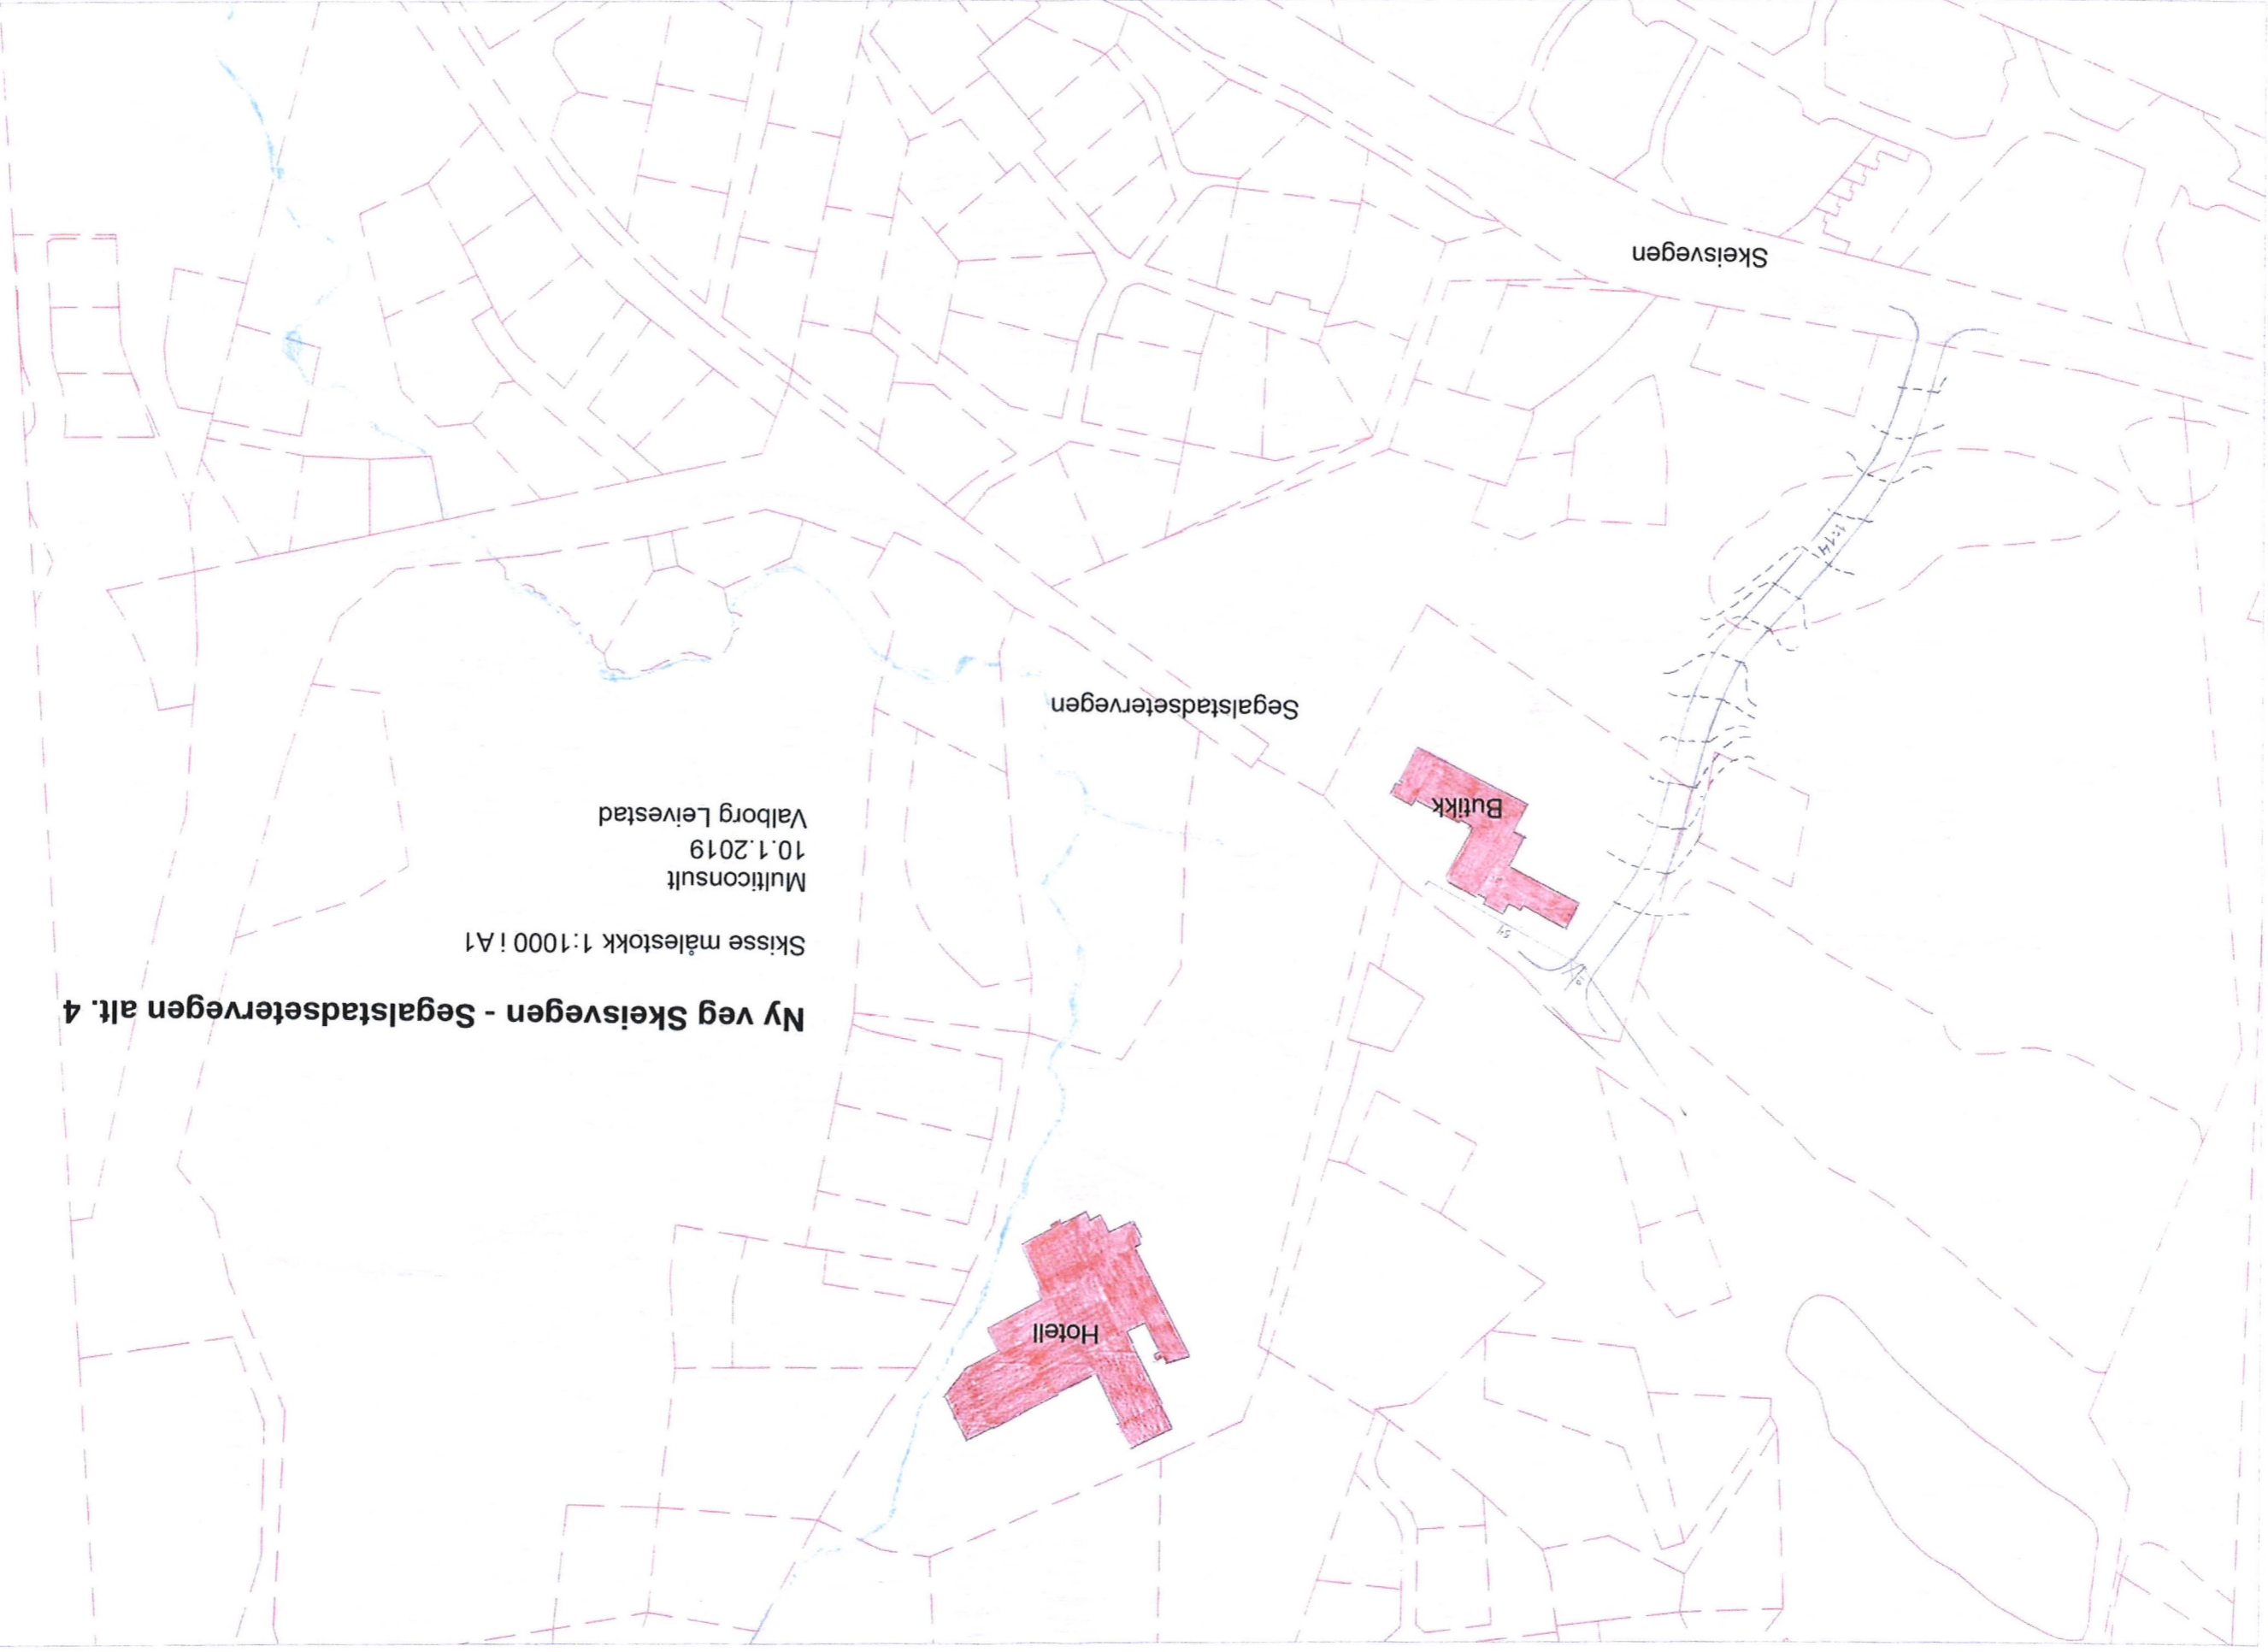 Hotell
Ny veg Skeisvegen - Segalstadsetervegen alt. 4
Skisse målestokk 1:1000 i A1
Multiconsult
10.1.2019
Valborg Leivestad
Butikk
Segalstadsetervegen
Skeisvegen